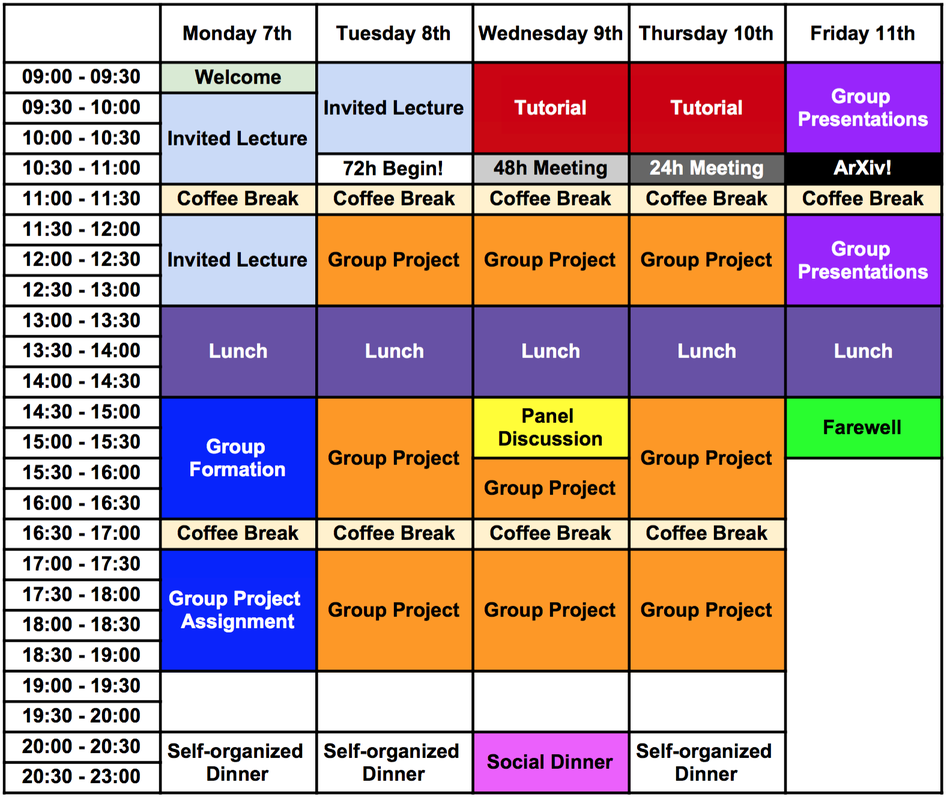 Monday 7th Tuesday 8th Wednesday 9th Thursday 10th Friday 11th
09:00 - 09:30 Welcome
09:30 - 10:00 Invited Lecture Tutorial Tutorial Group
Presentations
10:00 - 10:30 Invited Lecture
10:30 - 11:00 72h Begin! 48h Meeting 24h Meeting ArXiv!
11:00 - 11:30 Coffee Break Coffee Break Coffee Break Coffee Break Coffee Break
11:30 - 12:00
12:00 - 12:30 Invited Lecture Group Project Group Project Group Project Group
Presentations
12:30 - 13:00
13:00 - 13:30
13:30 - 14:00 Lunch Lunch Lunch Lunch Lunch
14:00 - 14:30
14:30 - 15:00 Panel
Discussion Farewell
15:00 - 15:30 Group
Formation Group Project Group Project
15:30 - 16:00 Group Project
16:00 - 16:30
16:30 - 17:00 Coffee Break Coffee Break Coffee Break Coffee Break
17:00 - 17:30
17:30 - 18:00 Group Project
Assignment Group Project Group Project Group Project
18:00 - 18:30
18:30 - 19:00
19:00 - 19:30
19:30 - 20:00
20:00 - 20:30 Self-organized
Dinner Self-organized
Dinner Social Dinner Self-organized
Dinner
20:30 - 23:00